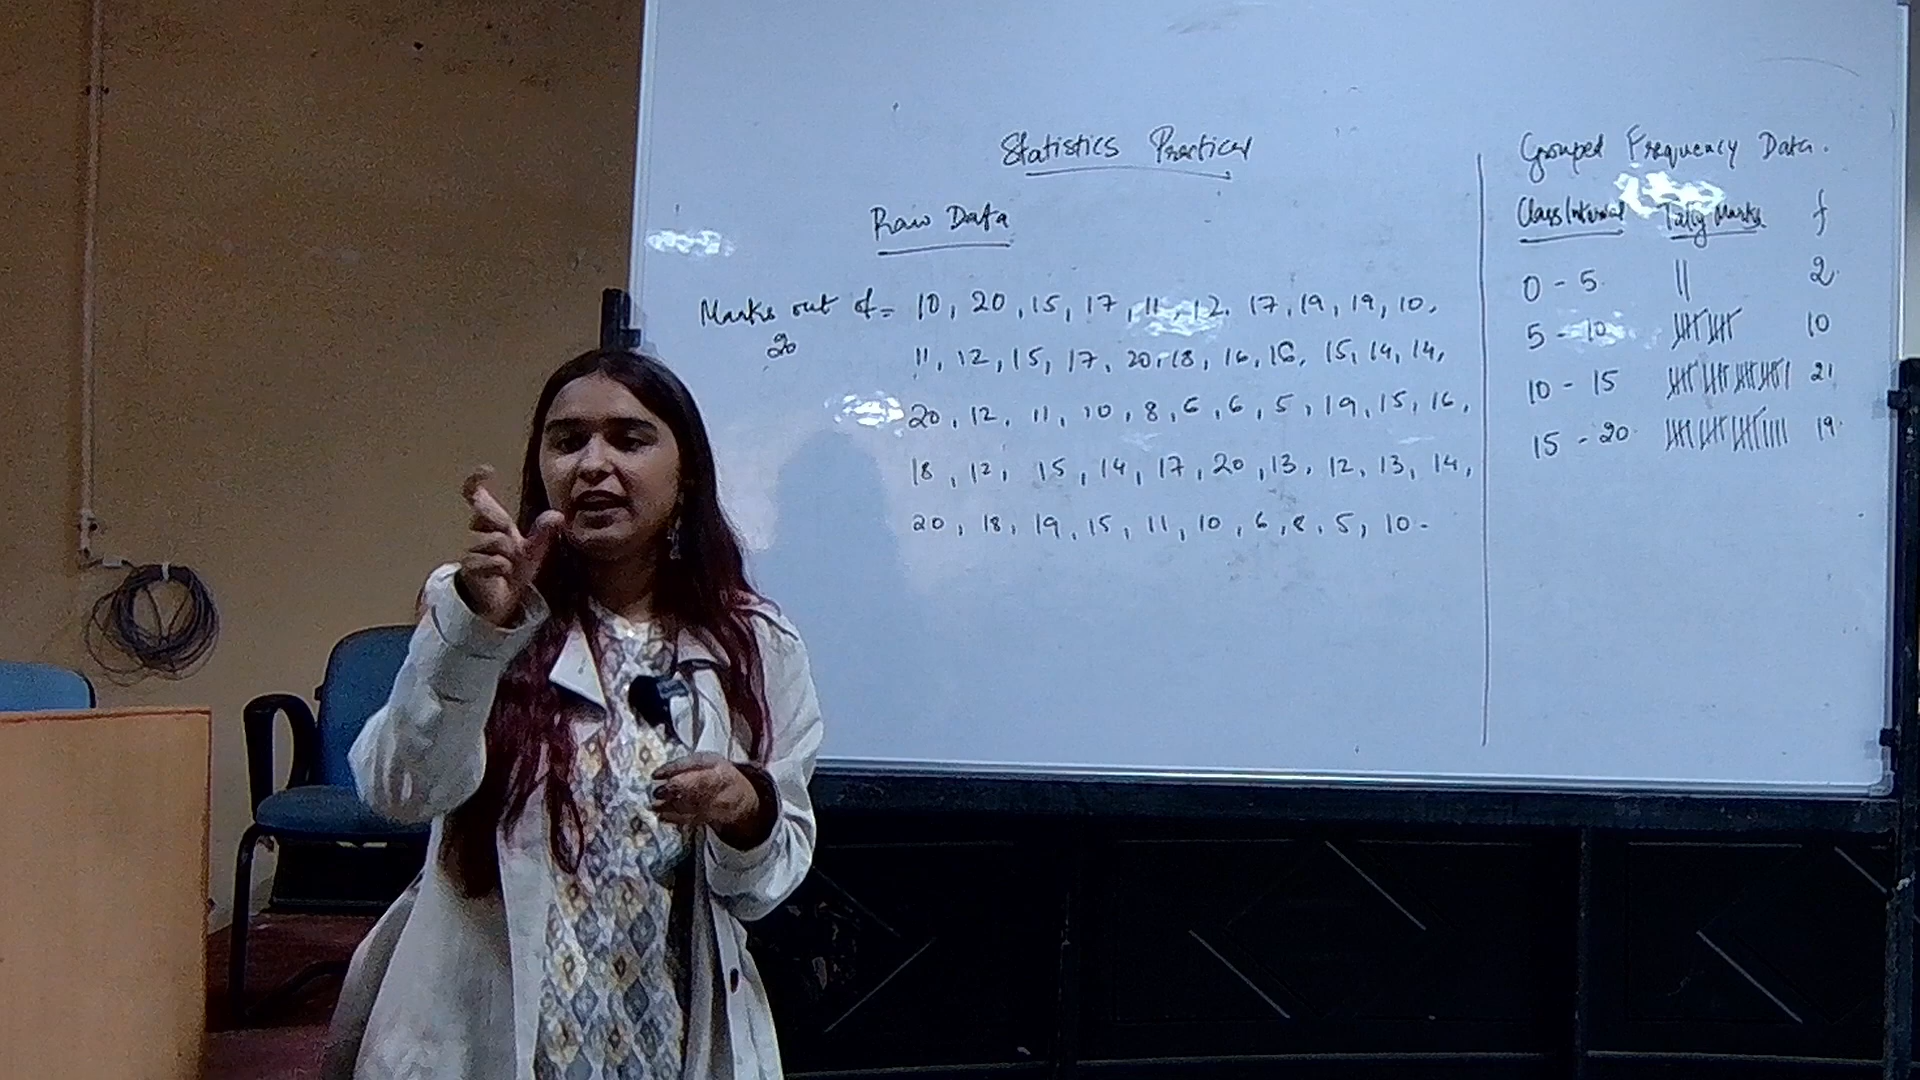 Statistics Practical
Raw Data
Marks out of = 10, 20, 15, 17, 11, 12, 17, 19, 19, 10,
20
11, 12, 15, 17, 20, 18, 16, 16, 15, 14, 14,
20, 12, 11, 10, 8, 6, 6, 5, 19, 15, 16,
18, 12, 15, 14, 17, 20, 13, 12, 13, 14,
20, 18, 19, 15, 11, 10, 6, 8, 5, 10.
Grouped Frequency Data.
Class Interval Tally Marks f
0 - 5 || 2
5 - 10 10
10 - 15 21
15 - 20 19